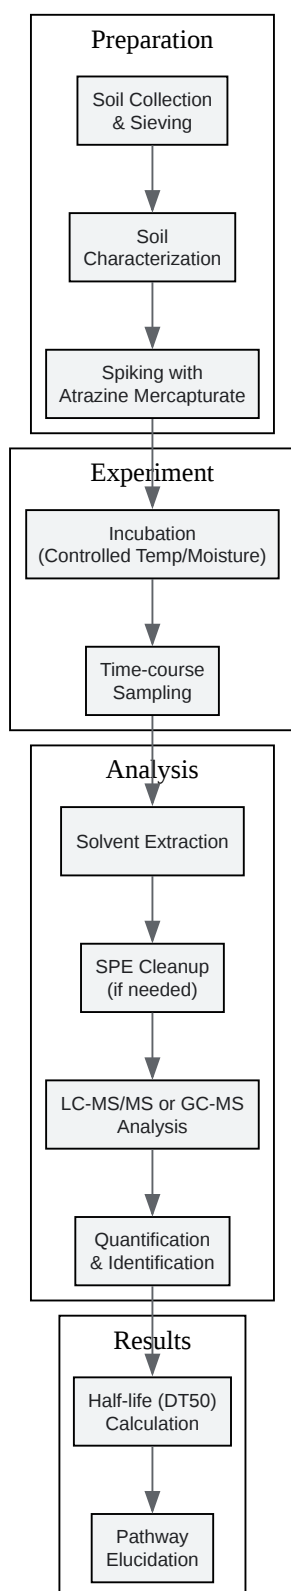 Preparation
Soil Collection
& Sieving
Soil
Characterization
Spiking with
Atrazine Mercapturate
Experiment
Incubation
(Controlled Temp/Moisture)
Time-course
Sampling
Analysis
Solvent Extraction
SPE Cleanup
(if needed)
LC-MS/MS or GC-MS
Analysis
Quantification
& Identification
Results
Half-life (DT50)
Calculation
Pathway
Elucidation